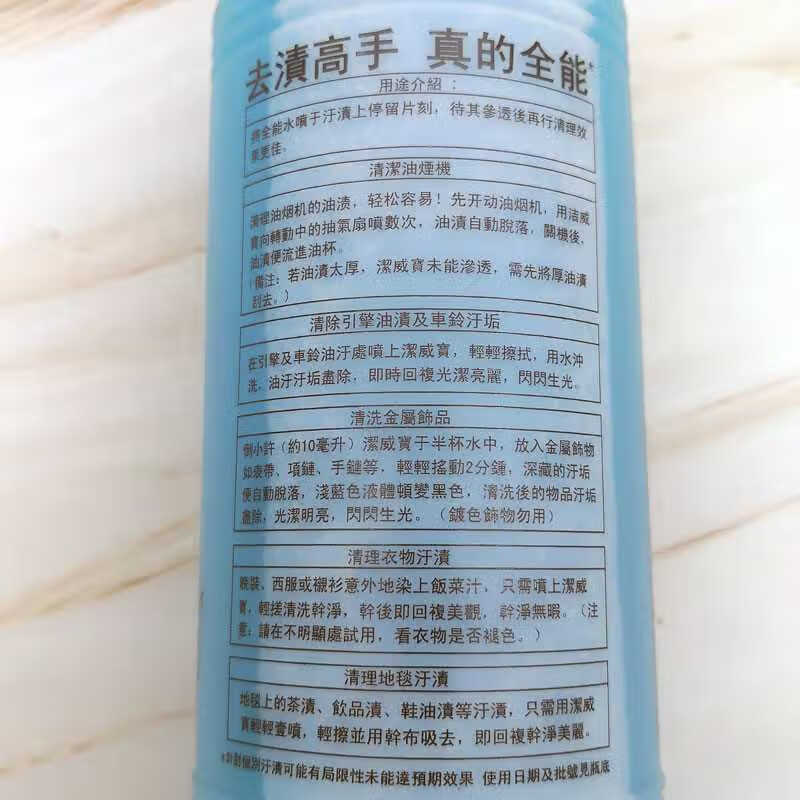 去漬高手 真的全能*
用途介紹：
將全能水噴于汙漬上停留片刻，待其參透後再行清理效
果更佳。
清潔油煙機
清理油烟机的油渍，轻松容易！先开动油烟机，用洁威
寶向轉動中的抽氣扇噴數次，油漬自動脫落，關機後，
油漬便流進油杯。
（備注：若油漬太厚，潔威寶未能滲透，需先將厚油漬
刮去。）
清除引擎油漬及車鈴汙垢
在引擎及車鈴油汙處噴上潔威寶，輕輕擦拭，用水沖
洗，油汙汙垢盡除，即時回複光潔亮麗，閃閃生光。
清洗金屬飾品
倒小許（約10毫升）潔威寶于半杯水中，放入金屬飾物
如表帶、項鏈、手鏈等，輕輕搖動2分鍾，深藏的汙垢
便自動脫落，淺藍色液體頓變黑色，清洗後的物品汙垢
盡除，光潔明亮，閃閃生光。（鍍色飾物勿用）
清理衣物汙漬
晚裝、西服或襯衫意外地染上飯菜汁，只需噴上潔威
寶，輕搓清洗幹淨，幹後即回複美觀，幹淨無暇。（注
意：請在不明顯處試用，看衣物是否褪色。）
清理地毯汙漬
地毯上的茶漬、飲品漬、鞋油漬等汙漬，只需用潔威
寶輕輕壹噴，輕擦並用幹布吸去，即回複幹淨美麗。
*針對個別汙漬可能有局限性未能達預期效果 使用日期及批號見瓶底